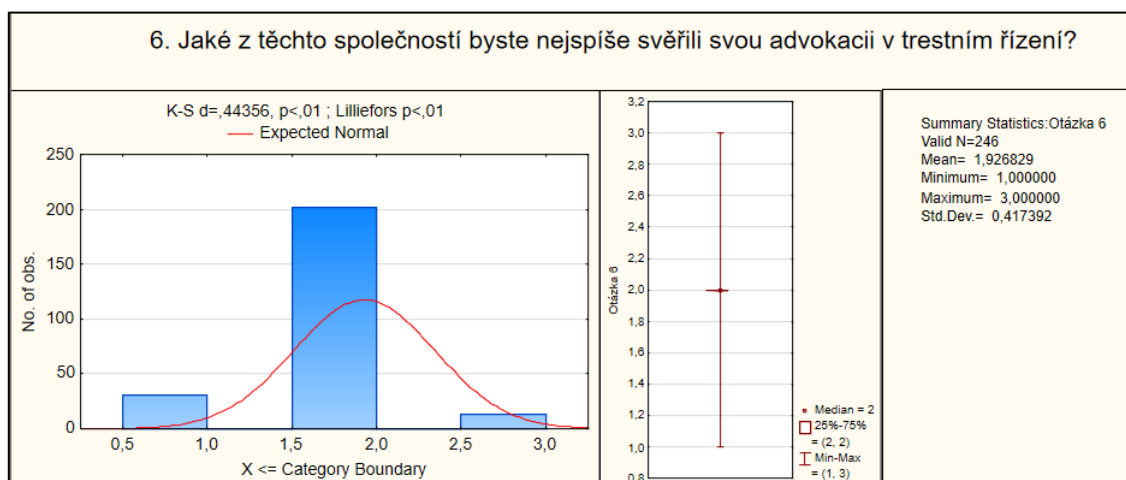 6. Jaké z těchto společností byste nejspíše svěřili svou advokacii v trestním řízení?
K-S d=,44356, p<,01 ; Lilliefors p<,01
Expected Normal
250
200
150
100
50
0
0,5 1,0 1,5 2,0 2,5 3,0
X <= Category Boundary
No. of obs.
3,2
3,0
2,8
2,6
2,4
2,2
2,0
1,8
1,6
1,4
1,2
1,0
0,8
Otázka 6
Median = 2
25%-75%
= (2, 2)
Min-Max
= (1, 3)
Summary Statistics:Otázka 6
Valid N=246
Mean= 1,926829
Minimum= 1,000000
Maximum= 3,000000
Std.Dev.= 0,417392